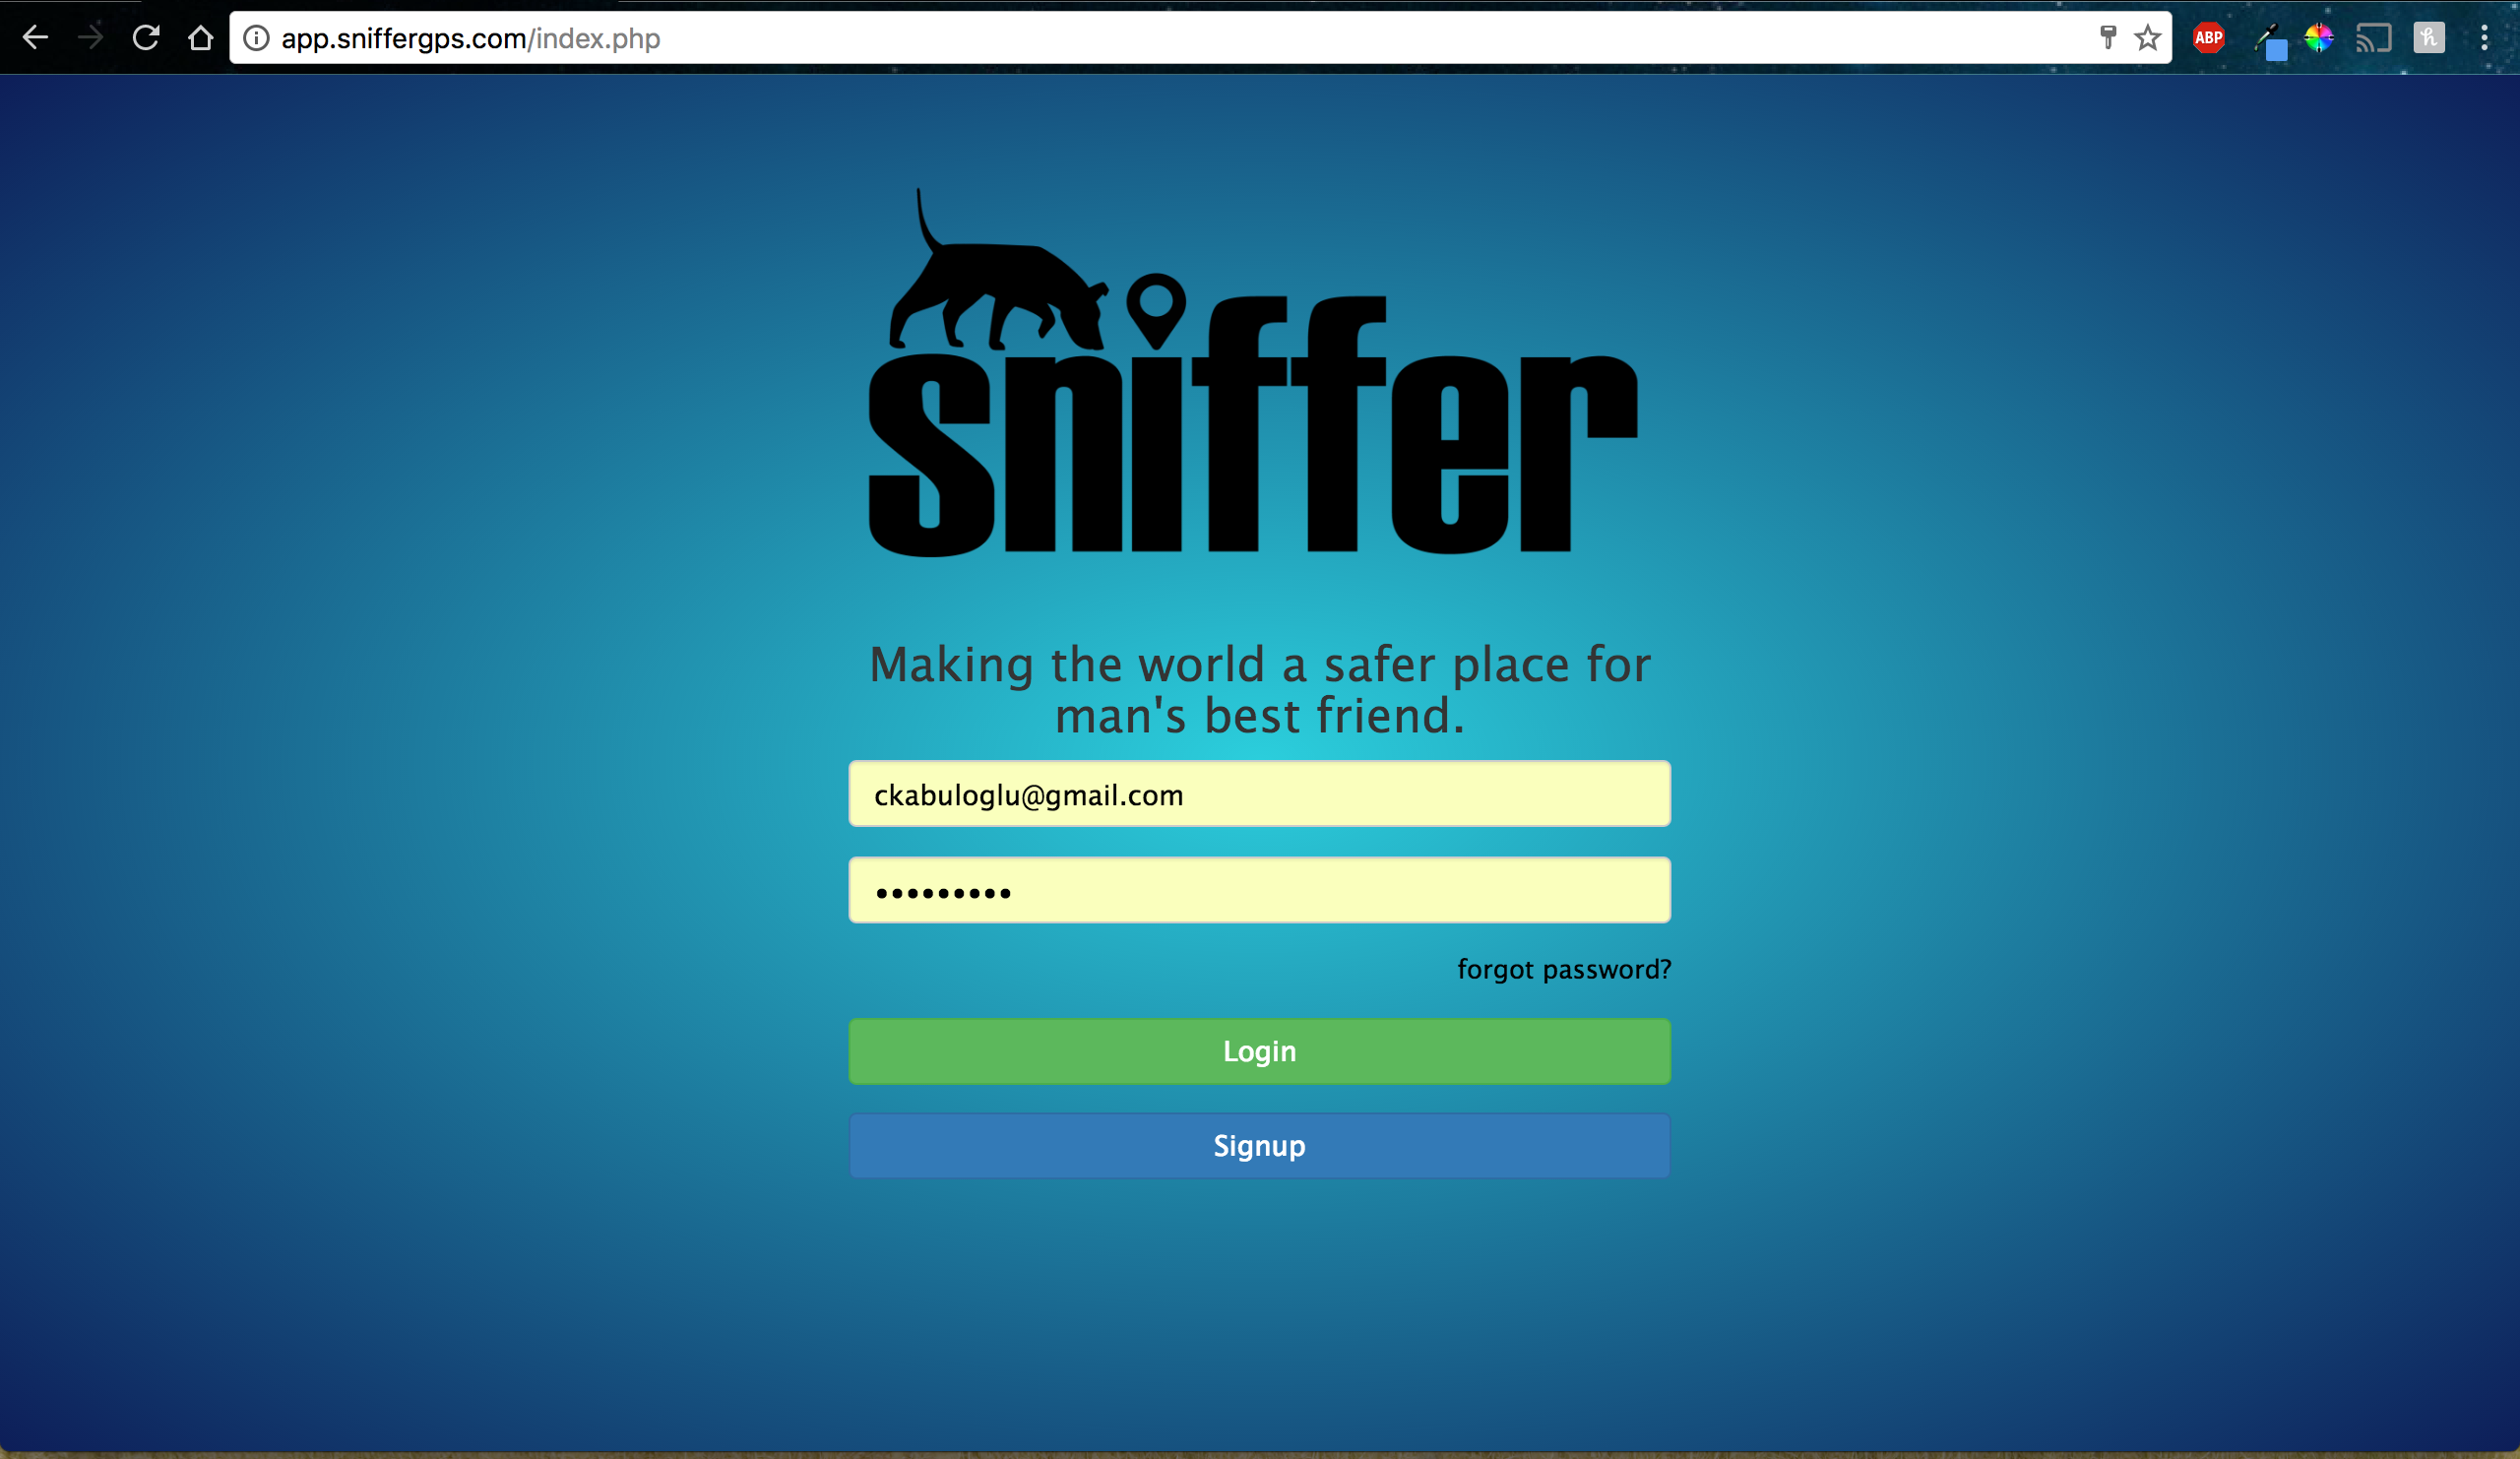 app.sniffergps.com/index.php
ABP
sniffer
Making the world a safer place for
man's best friend.
ckabuloglu@gmail.com
•••••••••
forgot password?
Login
Signup